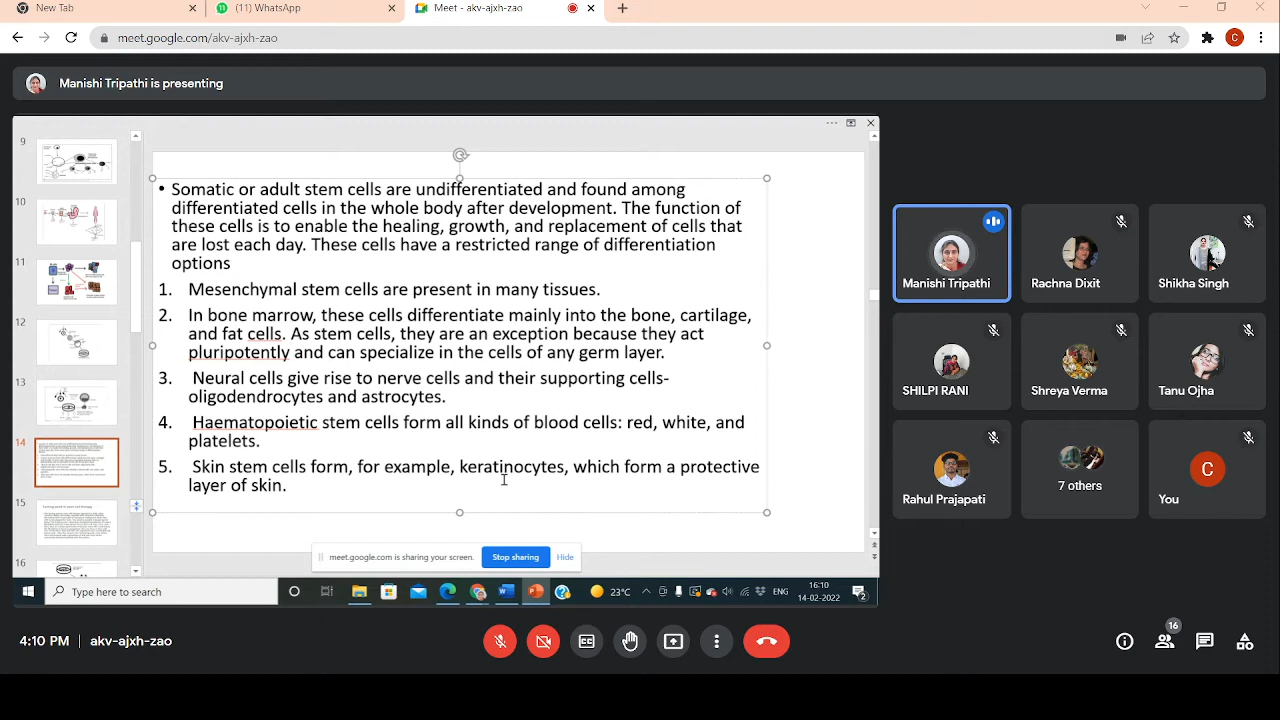 New Tab
(11) WhatsApp
Meet - akv-ajxh-zao
meet.google.com/akv-ajxh-zao
C
Manishi Tripathi is presenting
9
10
11
12
13
14
15
16
• Somatic or adult stem cells are undifferentiated and found among
differentiated cells in the whole body after development. The function of
these cells is to enable the healing, growth, and replacement of cells that
are lost each day. These cells have a restricted range of differentiation
options
1. Mesenchymal stem cells are present in many tissues.
2. In bone marrow, these cells differentiate mainly into the bone, cartilage,
and fat cells. As stem cells, they are an exception because they act
pluripotently and can specialize in the cells of any germ layer.
3. Neural cells give rise to nerve cells and their supporting cells-
oligodendrocytes and astrocytes.
4. Haematopoietic stem cells form all kinds of blood cells: red, white, and
platelets.
5. Skin stem cells form, for example, keratinocytes, which form a protective
layer of skin.
meet.google.com is sharing your screen. Stop sharing Hide
Type here to search
23°C
ENG
16:10
14-02-2022
2
Manishi Tripathi
Rachna Dixit
Shikha Singh
SHILPI RANI
Shreya Verma
Tanu Ojha
Rahul Prajapati
7 others
C
You
4:10 PM | akv-ajxh-zao
16